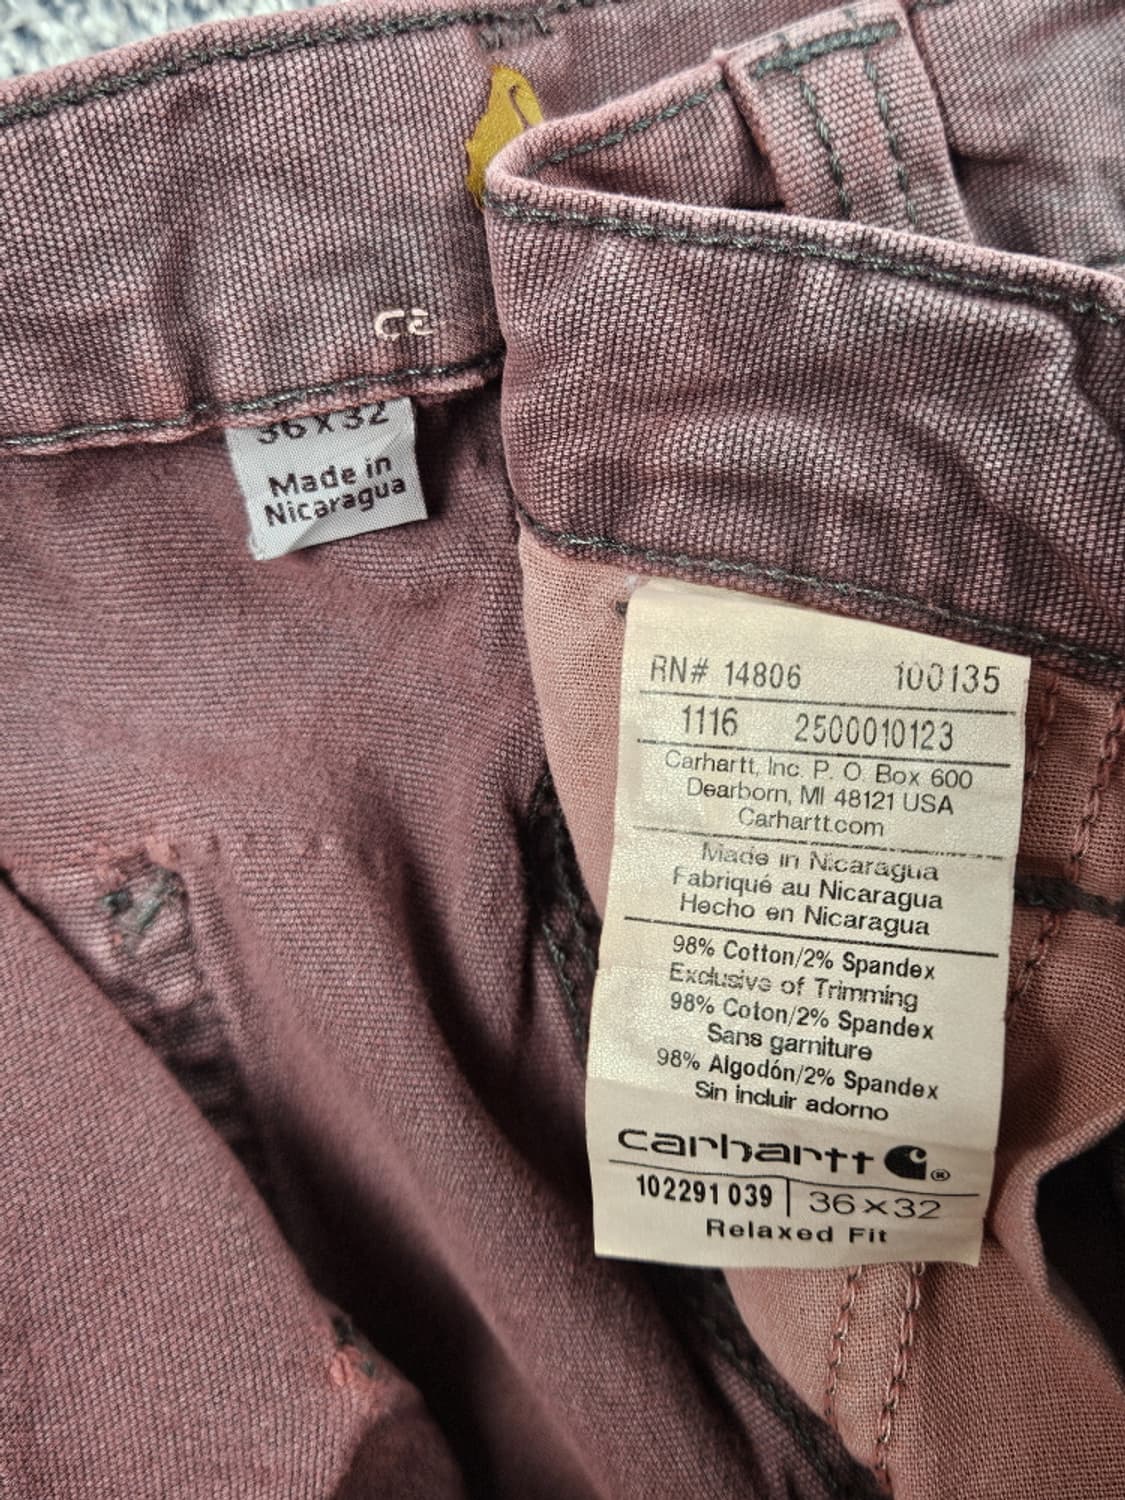 36 x 32
Made in
Nicaragua
RN# 14806 100135
1116 2500010123
Carhartt, Inc. P. O. Box 600
Dearborn, MI 48121 USA
Carhartt.com
Made in Nicaragua
Fabriqué au Nicaragua
Hecho en Nicaragua
98% Cotton/2% Spandex
Exclusive of Trimming
98% Coton/2% Spandex
Sans garniture
98% Algodón/2% Spandex
Sin incluir adorno
carhartt ®
102291 039 | 36x32
Relaxed Fit